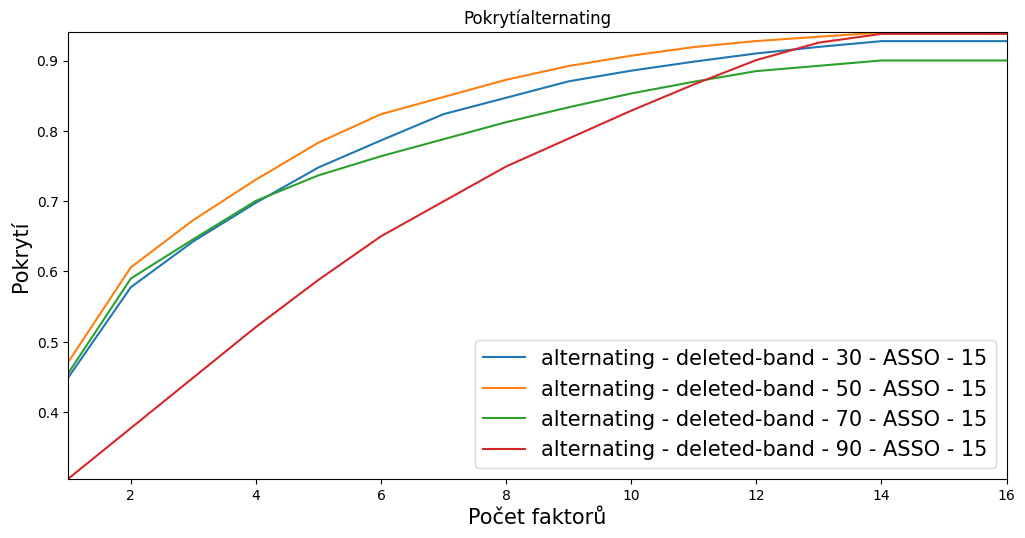 Pokrytíalternating
Pokrytí
0.9
0.8
0.7
0.6
0.5
0.4
alternating - deleted-band - 30 - ASSO - 15
alternating - deleted-band - 50 - ASSO - 15
alternating - deleted-band - 70 - ASSO - 15
alternating - deleted-band - 90 - ASSO - 15
2 4 6 8 10 12 14 16
Počet faktorů